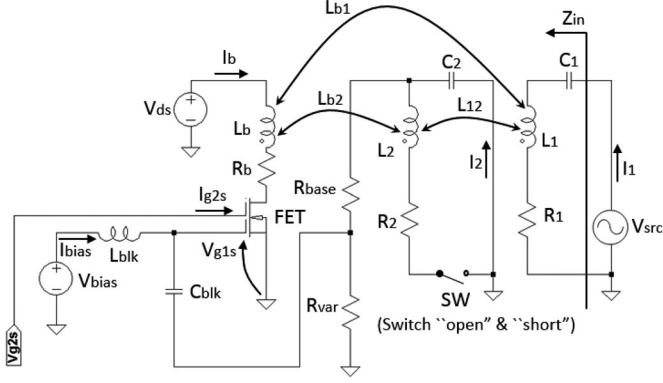 Lb1
Zin
Ib
C2
C1
Vds
Lb2
L12
Lb
L2
L1
I2
I1
Rb
Ig2s
Rbase
FET
R2
R1
Vsrc
Ibias
Lblk
Vg1s
Vbias
Cblk
SW
Rvar
(Switch ``open" & ``short")
Vg2s